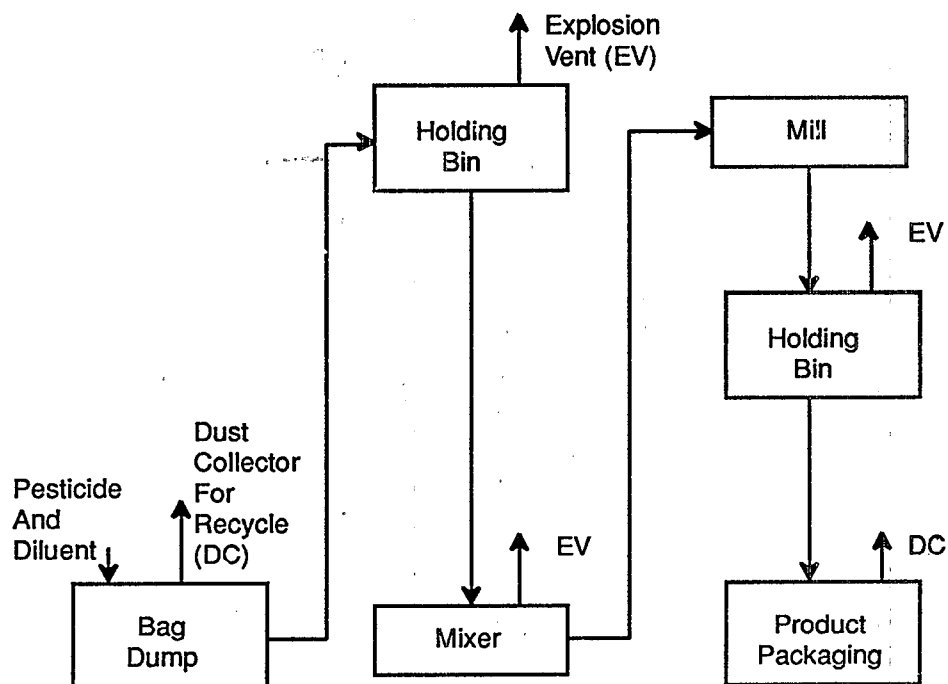 Explosion
Vent (EV)
Holding
Bin
Mill
EV
Holding
Bin
Dust
Collector
For
Recycle
(DC)
Pesticide
And
Diluent
EV
DC
Bag
Dump
Mixer
Product
Packaging